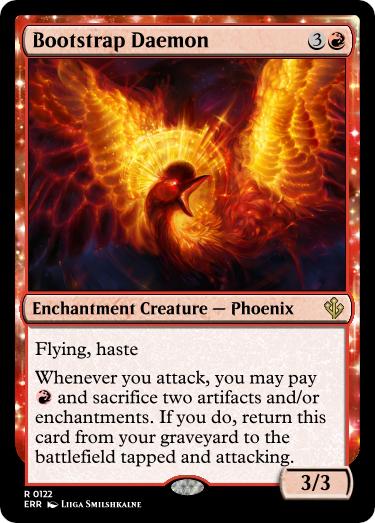 Bootstrap Daemon 3
Enchantment Creature — Phoenix
Flying, haste
Whenever you attack, you may pay
and sacrifice two artifacts and/or
enchantments. If you do, return this
card from your graveyard to the
battlefield tapped and attacking.
3/3
R 0122
ERR Liiga Smilshkalne